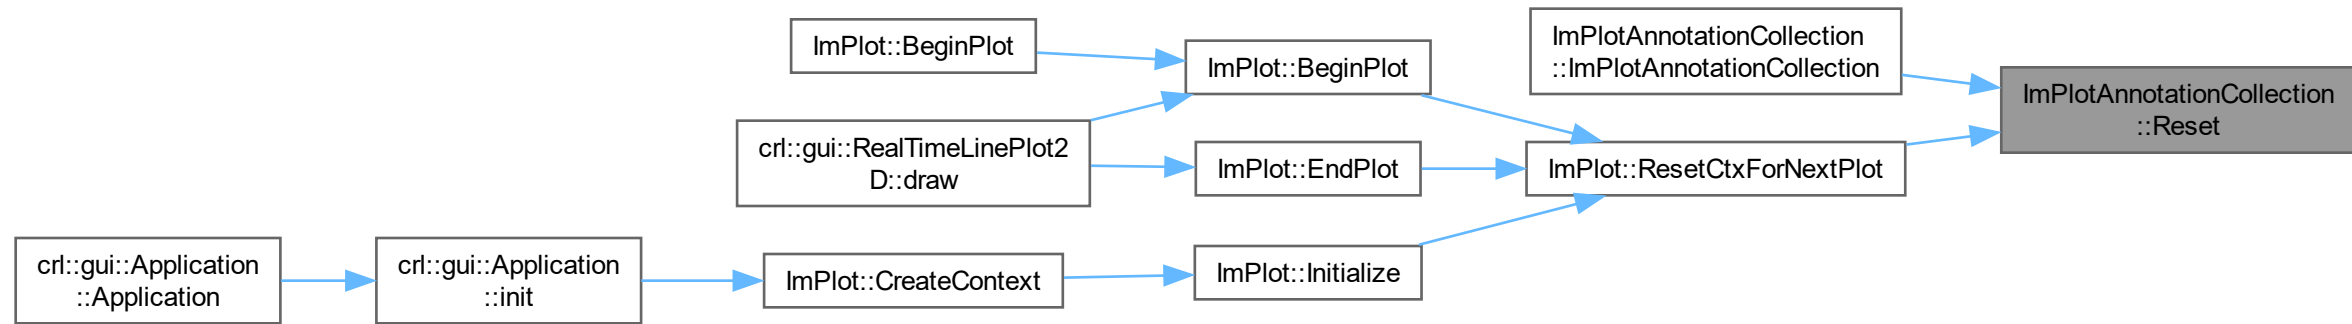 ImPlot::BeginPlot
ImPlot::BeginPlot
ImPlotAnnotationCollection
::ImPlotAnnotationCollection
ImPlotAnnotationCollection
::Reset
crl::gui::RealTimeLinePlot2
D::draw
ImPlot::EndPlot
ImPlot::ResetCtxForNextPlot
crl::gui::Application
::Application
crl::gui::Application
::init
ImPlot::CreateContext
ImPlot::Initialize